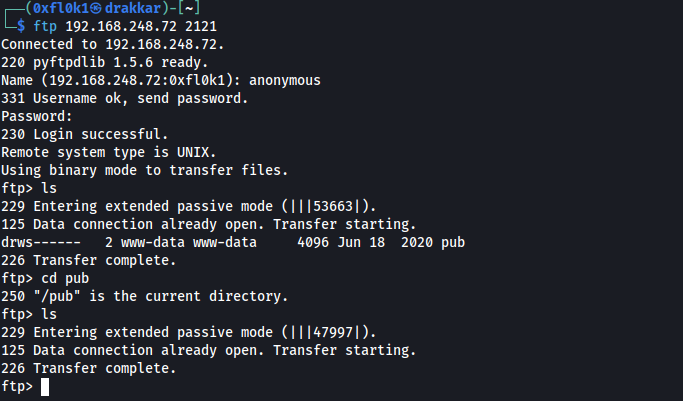 ┌──(0xfl0k1㉿drakkar)-[~]
└─$ ftp 192.168.248.72 2121
Connected to 192.168.248.72.
220 pyftpdlib 1.5.6 ready.
Name (192.168.248.72:0xfl0k1): anonymous
331 Username ok, send password.
Password:
230 Login successful.
Remote system type is UNIX.
Using binary mode to transfer files.
ftp> ls
229 Entering extended passive mode (|||53663|).
125 Data connection already open. Transfer starting.
drws------   2 www-data www-data     4096 Jun 18  2020 pub
226 Transfer complete.
ftp> cd pub
250 "/pub" is the current directory.
ftp> ls
229 Entering extended passive mode (|||47997|).
125 Data connection already open. Transfer starting.
226 Transfer complete.
ftp>